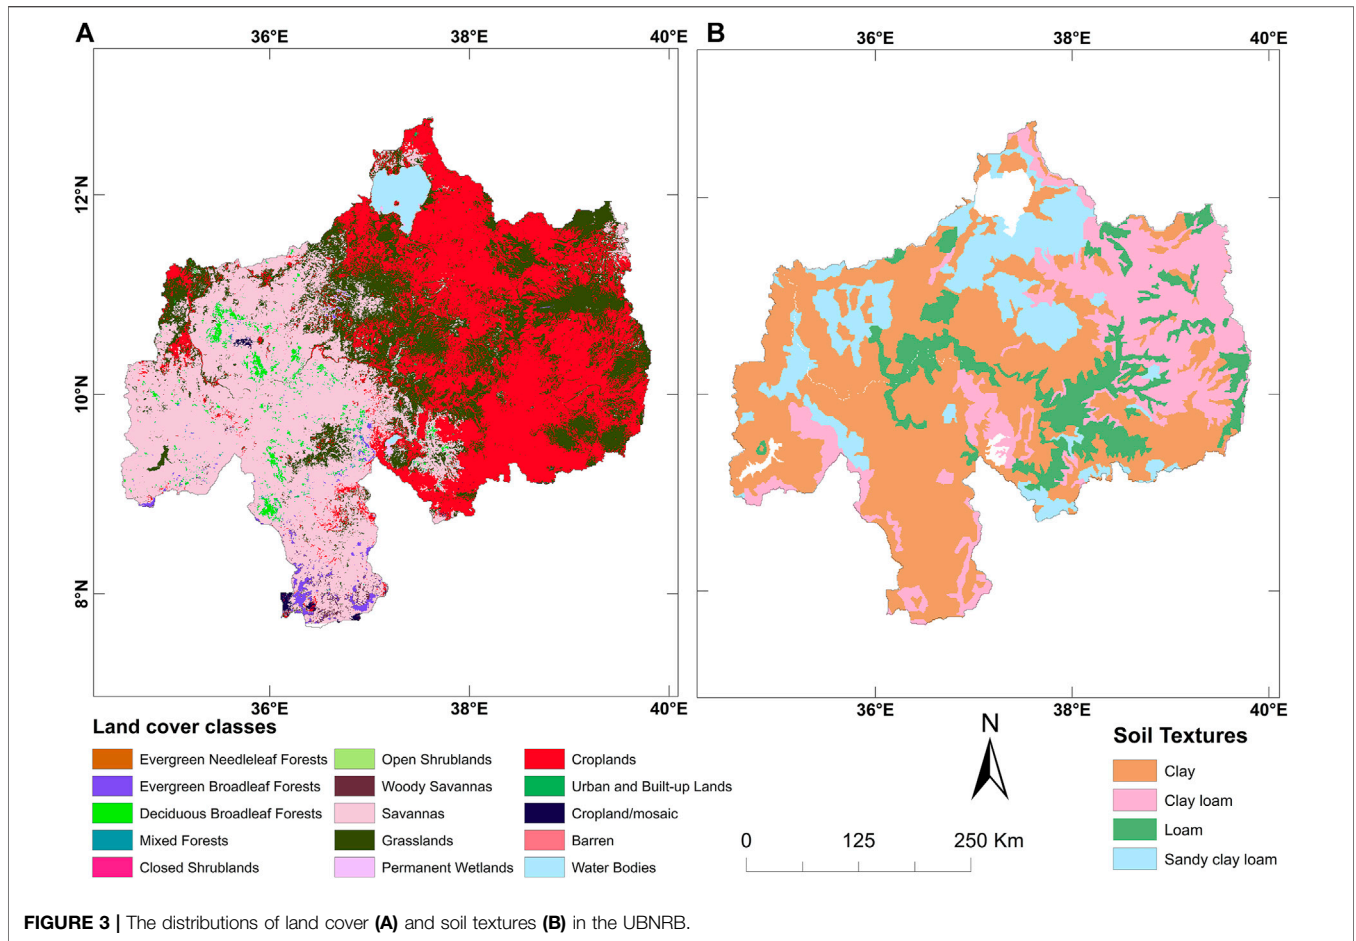 A
36°E 38°E 40°E
B
36°E 38°E 40°E
12°N
10°N
8°N
36°E 38°E 40°E
36°E 38°E 40°E
Land cover classes
Evergreen Needleleaf Forests
Evergreen Broadleaf Forests
Deciduous Broadleaf Forests
Mixed Forests
Closed Shrublands
Open Shrublands
Woody Savannas
Savannas
Grasslands
Permanent Wetlands
Croplands
Urban and Built-up Lands
Cropland/mosaic
Barren
Water Bodies
N
0 125 250 Km
Soil Textures
Clay
Clay loam
Loam
Sandy clay loam
FIGURE 3 | The distributions of land cover (A) and soil textures (B) in the UBNRB.